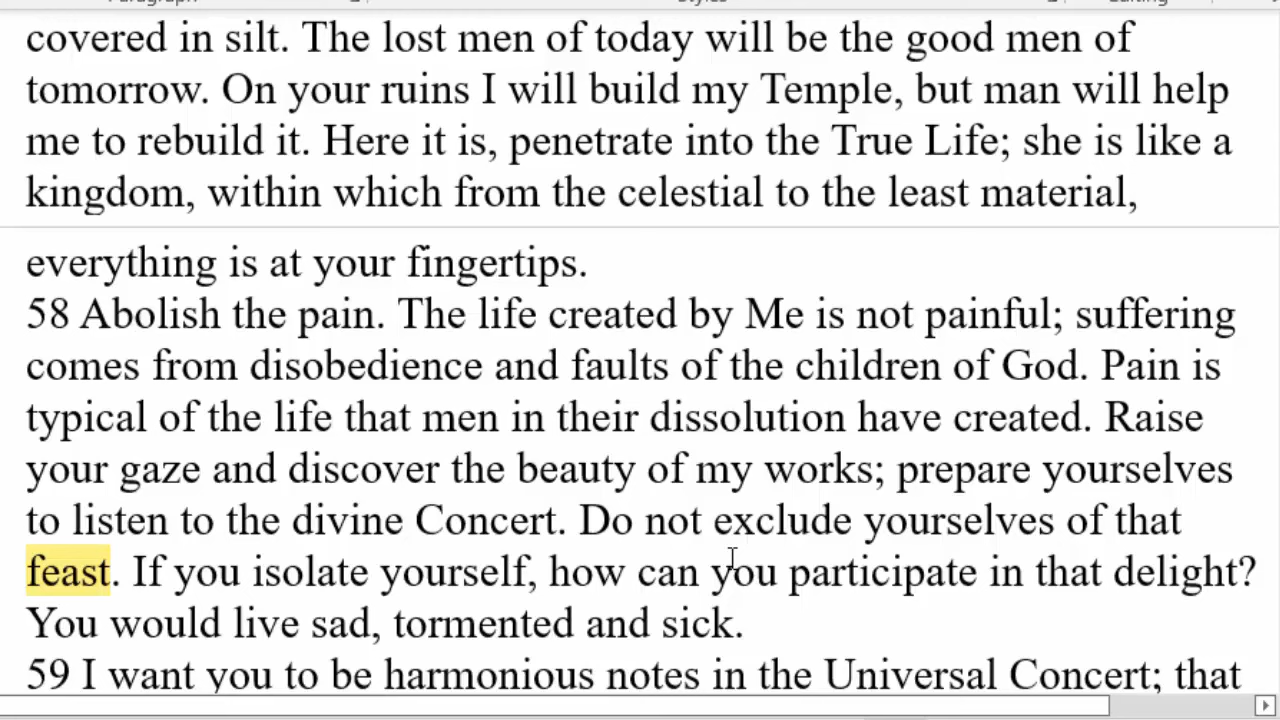 Paragraph Styles Editing
covered in silt. The lost men of today will be the good men of
tomorrow. On your ruins I will build my Temple, but man will help
me to rebuild it. Here it is, penetrate into the True Life; she is like a
kingdom, within which from the celestial to the least material,
everything is at your fingertips.
58 Abolish the pain. The life created by Me is not painful; suffering
comes from disobedience and faults of the children of God. Pain is
typical of the life that men in their dissolution have created. Raise
your gaze and discover the beauty of my works; prepare yourselves
to listen to the divine Concert. Do not exclude yourselves of that
feast. If you isolate yourself, how can you participate in that delight?
You would live sad, tormented and sick.
59 I want you to be harmonious notes in the Universal Concert; that